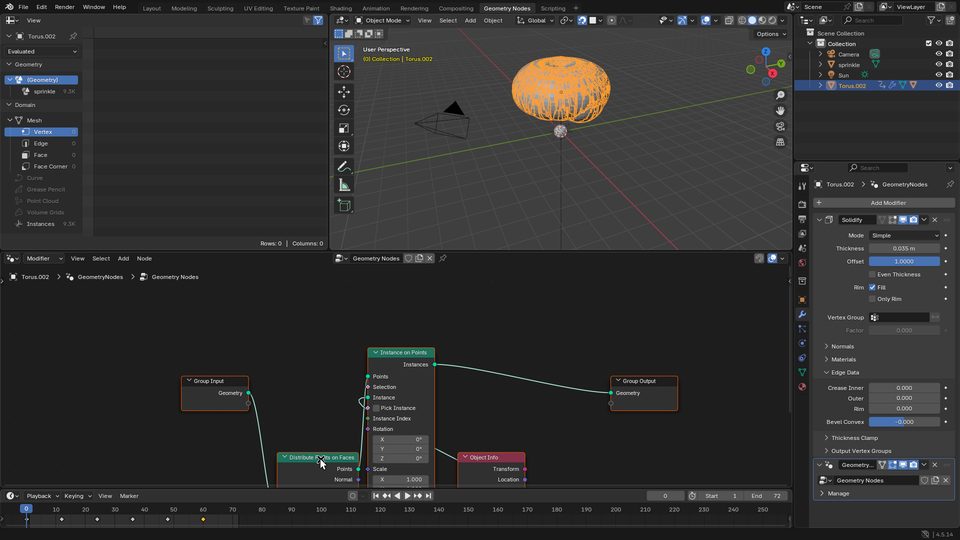 File Edit Render Window Help Layout Modeling Sculpting UV Editing Texture Paint Shading Animation Rendering Compositing Geometry Nodes Scripting Scene ViewLayer
View Object Mode View Select Add Object Global Search
Options
Torus.002
Evaluated
Geometry
(Geometry)
sprinkle 9.3K
Domain
Mesh
Vertex 0
Edge 0
Face 0
Face Corner 0
Curve
Grease Pencil
Point Cloud
Volume Grids
Instances 9.3K
Rows: 0 | Columns: 0
User Perspective
(0) Collection | Torus.002
Z
Y
X
Scene Collection
Collection
Camera
sprinkle
Sun
Torus.002
Search
Torus.002 GeometryNodes
Add Modifier
Solidify
Mode Simple
Thickness 0.035 m
Offset 1.0000
Even Thickness
Rim Fill
Only Rim
Vertex Group
Factor 0.000
Normals
Materials
Edge Data
Crease Inner 0.000
Outer 0.000
Rim 0.000
Bevel Convex -0.000
Thickness Clamp
Output Vertex Groups
Geometry...
Geometry Nodes
Manage
Modifier View Select Add Node Geometry Nodes
Torus.002 GeometryNodes Geometry Nodes
Group Input
Geometry
Instance on Points
Instances
Points
Selection
Instance
Pick Instance
Instance Index
Rotation
X 0°
Y 0°
Z 0°
Scale
X 1.000
Group Output
Geometry
Points
Normal
Object Info
Transform
Location
Playback Keying View Marker 0 Start 1 End 72
0 10 20 30 40 50 60 70 80 90 100 110 120 130 140 150 160 170 180 190 200 210 220 230 240 250
4.5.14